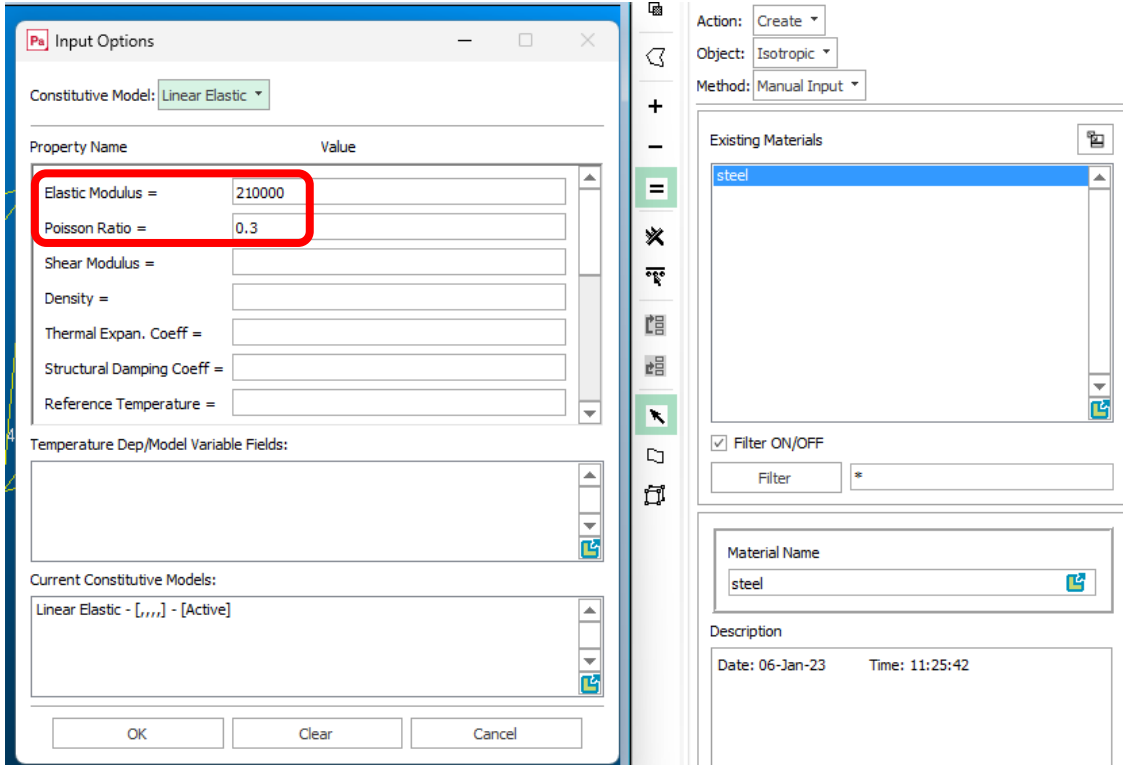 Pa Input Options
Constitutive Model: Linear Elastic
Property Name Value
Elastic Modulus = 210000
Poisson Ratio = 0.3
Shear Modulus =
Density =
Thermal Expan. Coeff =
Structural Damping Coeff =
Reference Temperature =
4
Temperature Dep/Model Variable Fields:
Current Constitutive Models:
Linear Elastic - [,,,,] - [Active]
OK Clear Cancel
Action: Create
Object: Isotropic
Method: Manual Input
Existing Materials
steel
Filter ON/OFF
Filter *
Material Name
steel
Description
Date: 06-Jan-23 Time: 11:25:42